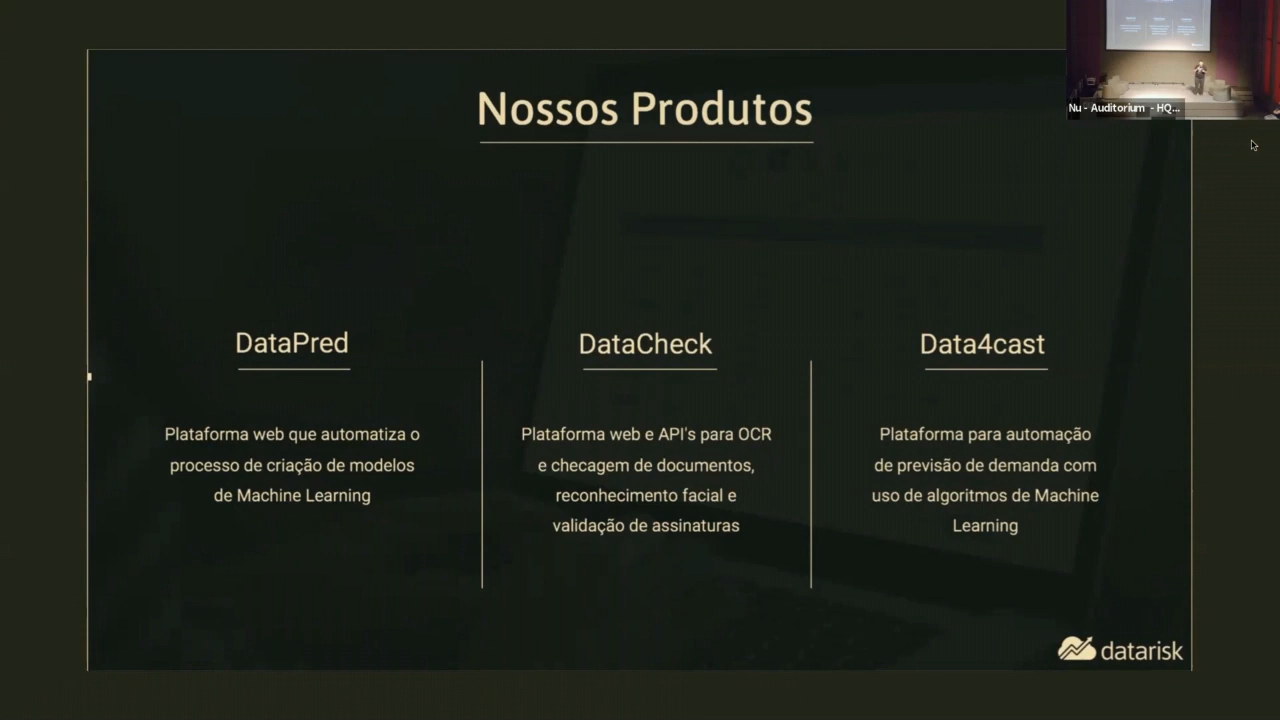 Nossos Produtos
Nu - Auditorium - HQ...
DataPred
Plataforma web que automatiza o
processo de criação de modelos
de Machine Learning
DataCheck
Plataforma web e API's para OCR
e checagem de documentos,
reconhecimento facial e
validação de assinaturas
Data4cast
Plataforma para automação
de previsão de demanda com
uso de algoritmos de Machine
Learning
datarisk